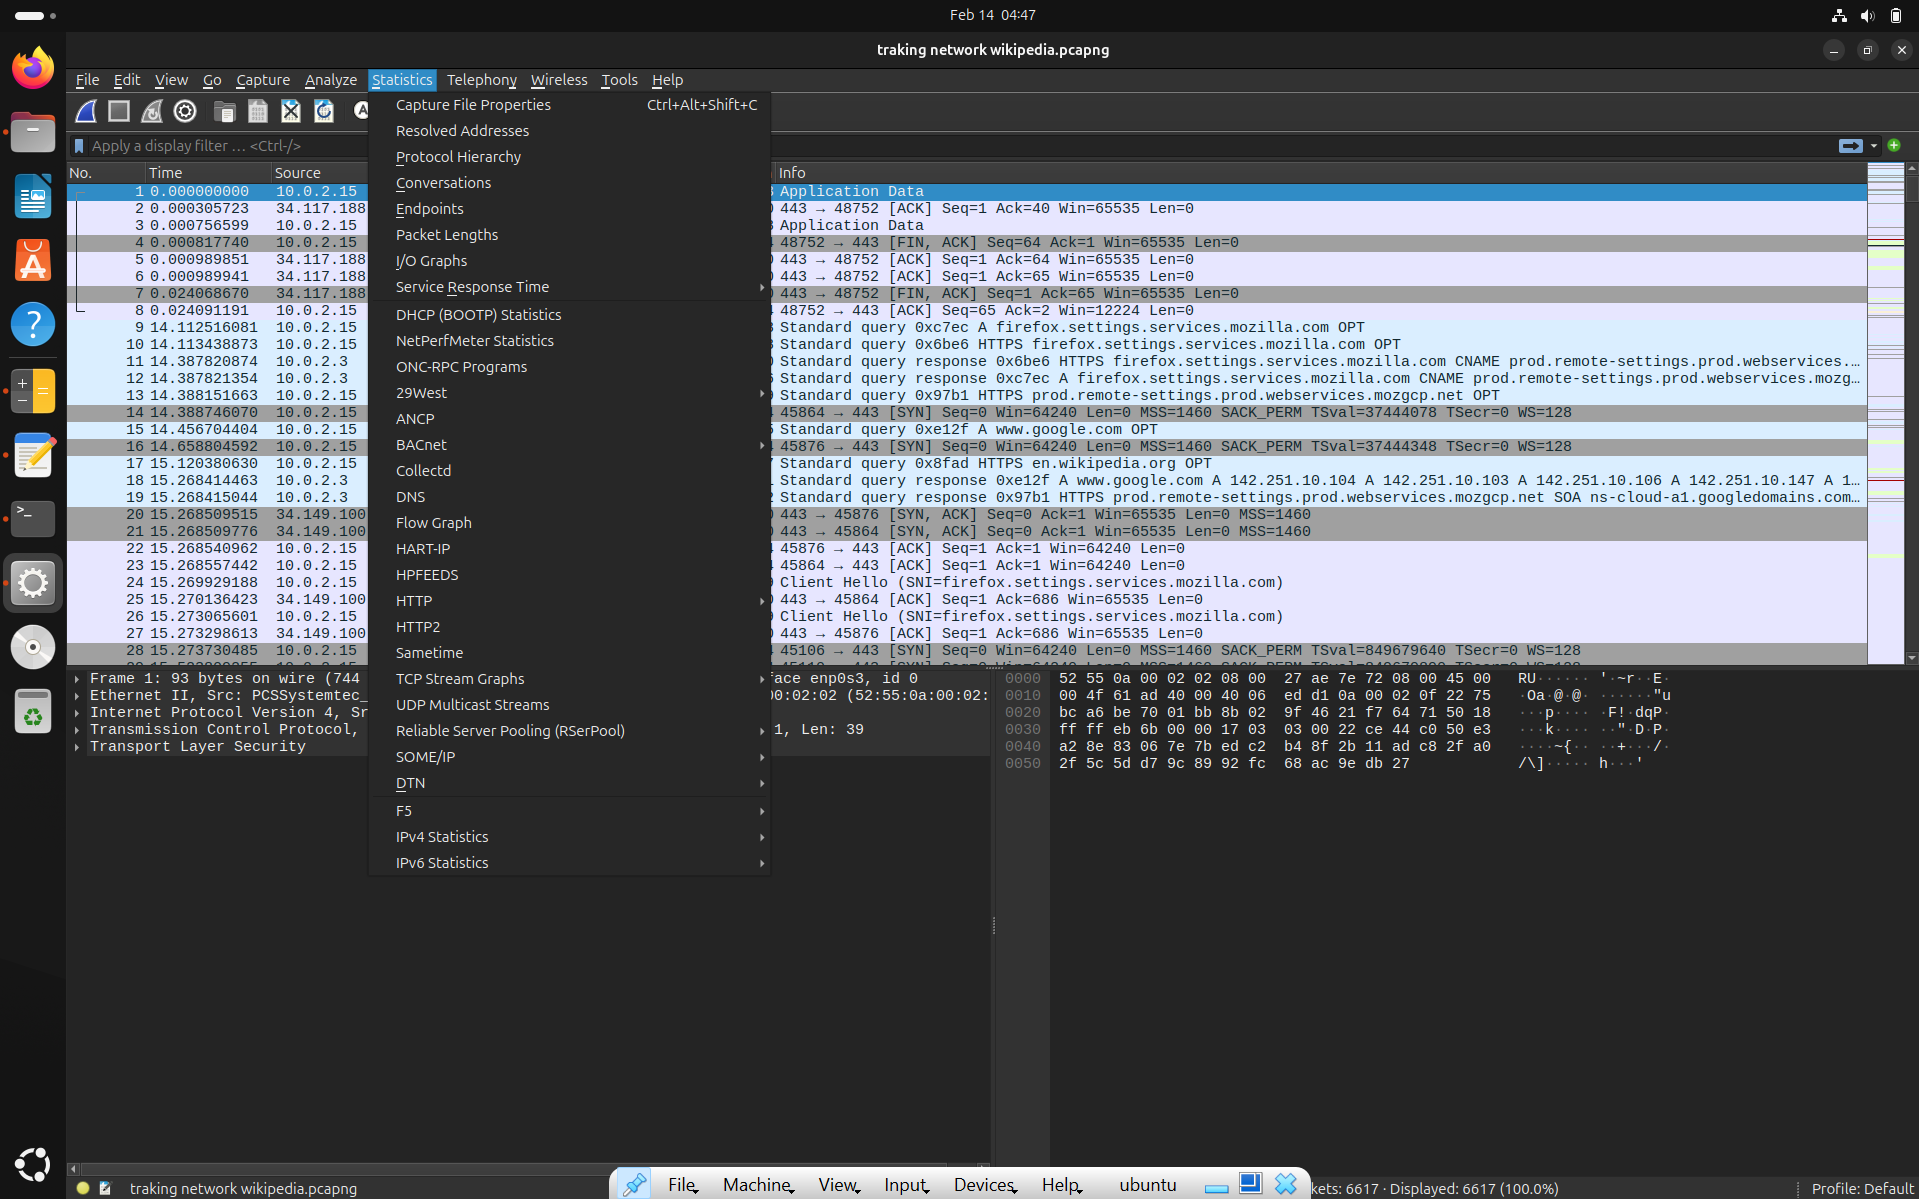 Feb 14 04:47
traking network wikipedia.pcapng
File Edit View Go Capture Analyze Statistics Telephony Wireless Tools Help
Apply a display filter … <Ctrl-/>
No. Time Source Info
1 0.000000000 10.0.2.15 Application Data
2 0.000305723 34.117.188 443 → 48752 [ACK] Seq=1 Ack=40 Win=65535 Len=0
3 0.000756599 10.0.2.15 Application Data
4 0.000817740 10.0.2.15 48752 → 443 [FIN, ACK] Seq=64 Ack=1 Win=65535 Len=0
5 0.000989851 34.117.188 443 → 48752 [ACK] Seq=1 Ack=64 Win=65535 Len=0
6 0.000989941 34.117.188 443 → 48752 [ACK] Seq=1 Ack=65 Win=65535 Len=0
7 0.024068670 34.117.188 443 → 48752 [FIN, ACK] Seq=1 Ack=65 Win=65535 Len=0
8 0.024091191 10.0.2.15 48752 → 443 [ACK] Seq=65 Ack=2 Win=12224 Len=0
9 14.112516081 10.0.2.15 Standard query 0xc7ec A firefox.settings.services.mozilla.com OPT
10 14.113438873 10.0.2.15 Standard query 0x6be6 HTTPS firefox.settings.services.mozilla.com OPT
11 14.387820874 10.0.2.3 Standard query response 0x6be6 HTTPS firefox.settings.services.mozilla.com CNAME prod.remote-settings.prod.webservices.…
12 14.387821354 10.0.2.3 Standard query response 0xc7ec A firefox.settings.services.mozilla.com CNAME prod.remote-settings.prod.webservices.mozg…
13 14.388151663 10.0.2.15 Standard query 0x97b1 HTTPS prod.remote-settings.prod.webservices.mozgcp.net OPT
14 14.388746070 10.0.2.15 45864 → 443 [SYN] Seq=0 Win=64240 Len=0 MSS=1460 SACK_PERM TSval=37444078 TSecr=0 WS=128
15 14.456704404 10.0.2.15 Standard query 0xe12f A www.google.com OPT
16 14.658804592 10.0.2.15 45876 → 443 [SYN] Seq=0 Win=64240 Len=0 MSS=1460 SACK_PERM TSval=37444348 TSecr=0 WS=128
17 15.120380630 10.0.2.15 Standard query 0x8fad HTTPS en.wikipedia.org OPT
18 15.268414463 10.0.2.3 Standard query response 0xe12f A www.google.com A 142.251.10.104 A 142.251.10.103 A 142.251.10.106 A 142.251.10.147 A 1…
19 15.268415044 10.0.2.3 Standard query response 0x97b1 HTTPS prod.remote-settings.prod.webservices.mozgcp.net SOA ns-cloud-a1.googledomains.com…
20 15.268509515 34.149.100 443 → 45876 [SYN, ACK] Seq=0 Ack=1 Win=65535 Len=0 MSS=1460
21 15.268509776 34.149.100 443 → 45864 [SYN, ACK] Seq=0 Ack=1 Win=65535 Len=0 MSS=1460
22 15.268540962 10.0.2.15 45876 → 443 [ACK] Seq=1 Ack=1 Win=64240 Len=0
23 15.268557442 10.0.2.15 45864 → 443 [ACK] Seq=1 Ack=1 Win=64240 Len=0
24 15.269929188 10.0.2.15 Client Hello (SNI=firefox.settings.services.mozilla.com)
25 15.270136423 34.149.100 443 → 45864 [ACK] Seq=1 Ack=686 Win=65535 Len=0
26 15.273065601 10.0.2.15 Client Hello (SNI=firefox.settings.services.mozilla.com)
27 15.273298613 34.149.100 443 → 45876 [ACK] Seq=1 Ack=686 Win=65535 Len=0
28 15.273730485 10.0.2.15 45106 → 443 [SYN] Seq=0 Win=64240 Len=0 MSS=1460 SACK_PERM TSval=849679640 TSecr=0 WS=128
Capture File Properties Ctrl+Alt+Shift+C
Resolved Addresses
Protocol Hierarchy
Conversations
Endpoints
Packet Lengths
I/O Graphs
Service Response Time
DHCP (BOOTP) Statistics
NetPerfMeter Statistics
ONC-RPC Programs
29West
ANCP
BACnet
Collectd
DNS
Flow Graph
HART-IP
HPFEEDS
HTTP
HTTP2
Sametime
TCP Stream Graphs
UDP Multicast Streams
Reliable Server Pooling (RSerPool)
SOME/IP
DTN
F5
IPv4 Statistics
IPv6 Statistics
Frame 1: 93 bytes on wire (744 face enp0s3, id 0
Ethernet II, Src: PCSSystemtec_ 00:02:02 (52:55:0a:00:02:
Internet Protocol Version 4, Sr
Transmission Control Protocol, 1, Len: 39
Transport Layer Security
0000 52 55 0a 00 02 02 08 00 27 ae 7e 72 08 00 45 00 RU······ '·~r··E·
0010 00 4f 61 ad 40 00 40 06 ed d1 0a 00 02 0f 22 75 ·Oa·@·@· ······"u
0020 bc a6 be 70 01 bb 8b 02 9f 46 21 f7 64 71 50 18 ···p···· ·F!·dqP·
0030 ff ff eb 6b 00 00 17 03 03 00 22 ce 44 c0 50 e3 ···k···· ··"·D·P·
0040 a2 8e 83 06 7e 7b ed c2 b4 8f 2b 11 ad c8 2f a0 ····~{·· ··+···/·
0050 2f 5c 5d d7 9c 89 92 fc 68 ac 9e db 27 /\]····· h···'
traking network wikipedia.pcapng
File Machine View Input Devices Help ubuntu
kets: 6617 · Displayed: 6617 (100.0%)
Profile: Default